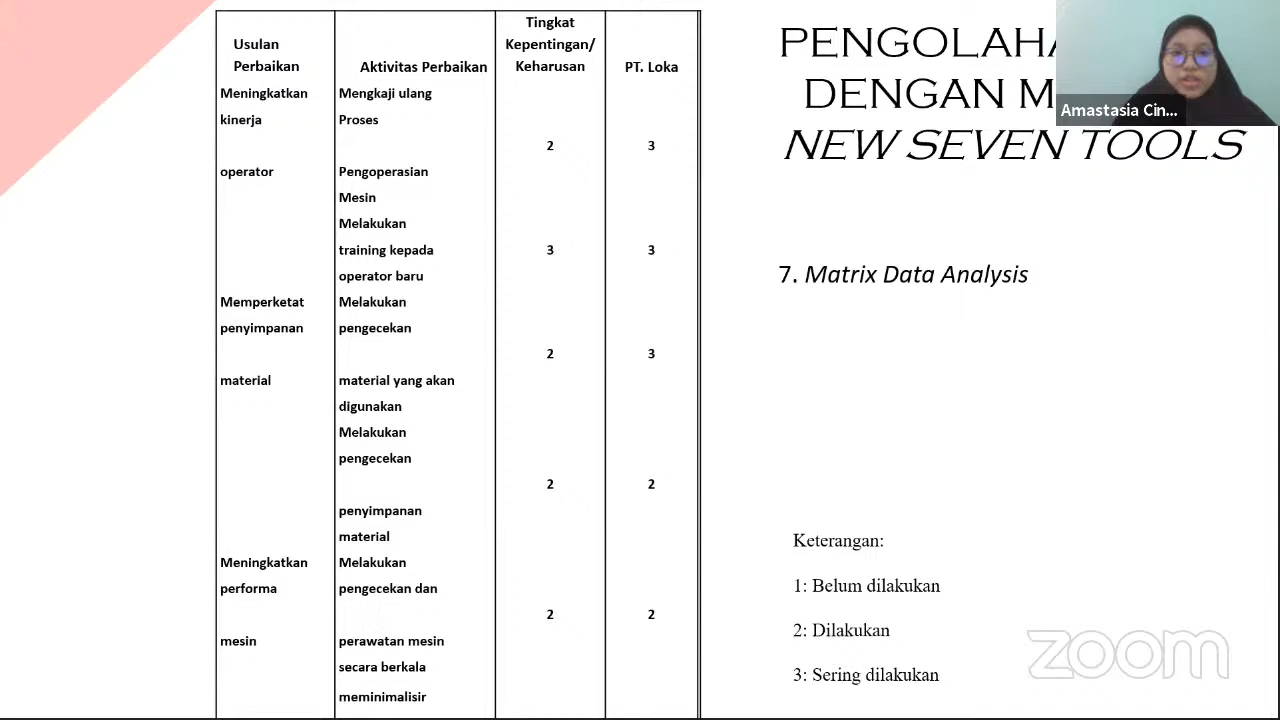 Usulan
Perbaikan
Aktivitas Perbaikan
Tingkat
Kepentingan/
Keharusan
PT. Loka
Meningkatkan
kinerja
operator
Mengkaji ulang
Proses
Pengoperasian
Mesin
2
3
Melakukan
training kepada
operator baru
3
3
Memperketat
penyimpanan
material
Melakukan
pengecekan
material yang akan
digunakan
2
3
Melakukan
pengecekan
penyimpanan
material
2
2
Meningkatkan
performa
mesin
Melakukan
pengecekan dan
perawatan mesin
secara berkala
meminimalisir
2
2
DENGAN
NEW SEVEN TOOLS
7. Matrix Data Analysis
Keterangan:
1: Belum dilakukan
2: Dilakukan
3: Sering dilakukan
Amastasia Cin...
zoom